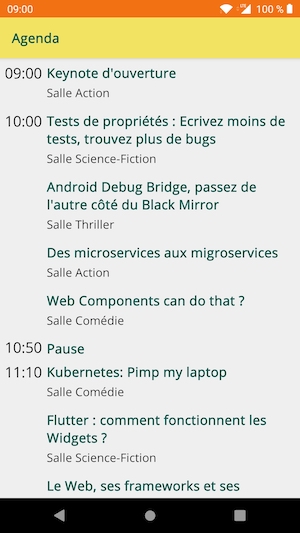 09:00
100 %
Agenda
09:00 Keynote d'ouverture
Salle Action
10:00 Tests de propriétés : Ecrivez moins de
tests, trouvez plus de bugs
Salle Science-Fiction
Android Debug Bridge, passez de
l'autre côté du Black Mirror
Salle Thriller
Des microservices aux migroservices
Salle Action
Web Components can do that ?
Salle Comédie
10:50 Pause
11:10 Kubernetes: Pimp my laptop
Salle Comédie
Flutter : comment fonctionnent les
Widgets ?
Salle Science-Fiction
Le Web, ses frameworks et ses